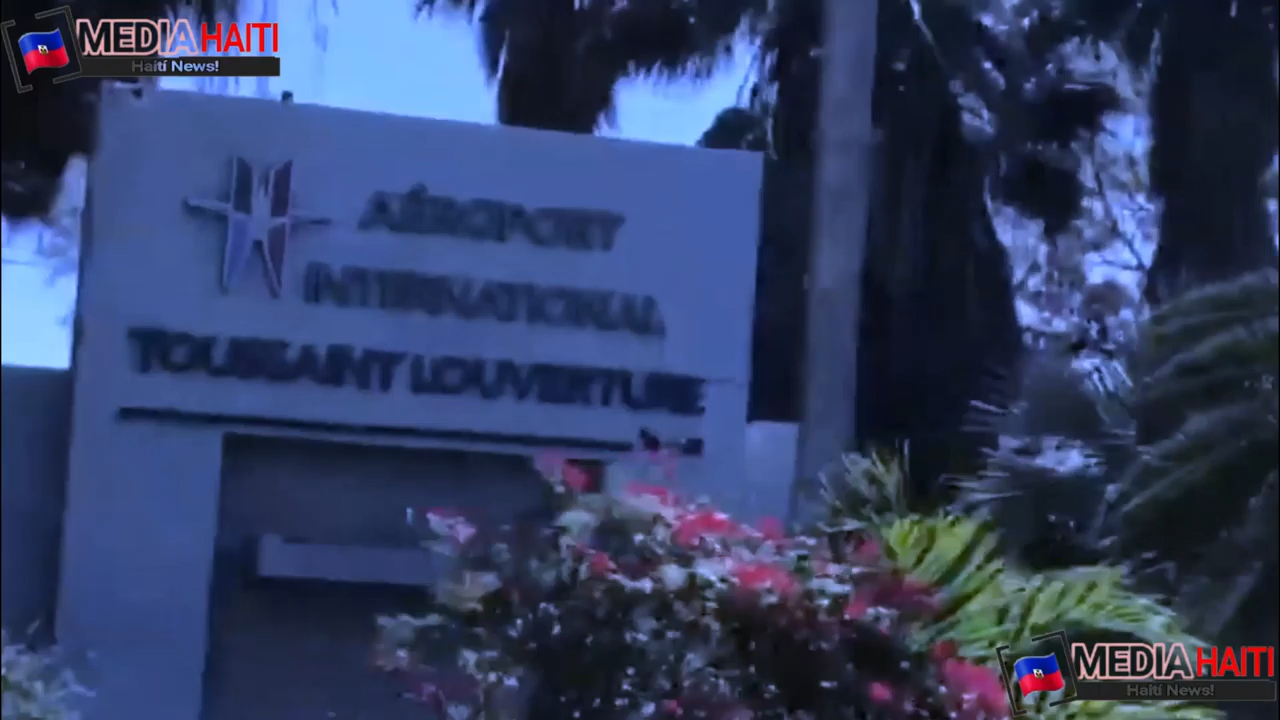 MEDIA HAITI
Haití News!
AÉROPORT
INTERNATIONAL
TOUSSAINT LOUVERTURE
MEDIA HAITI
Haití News!